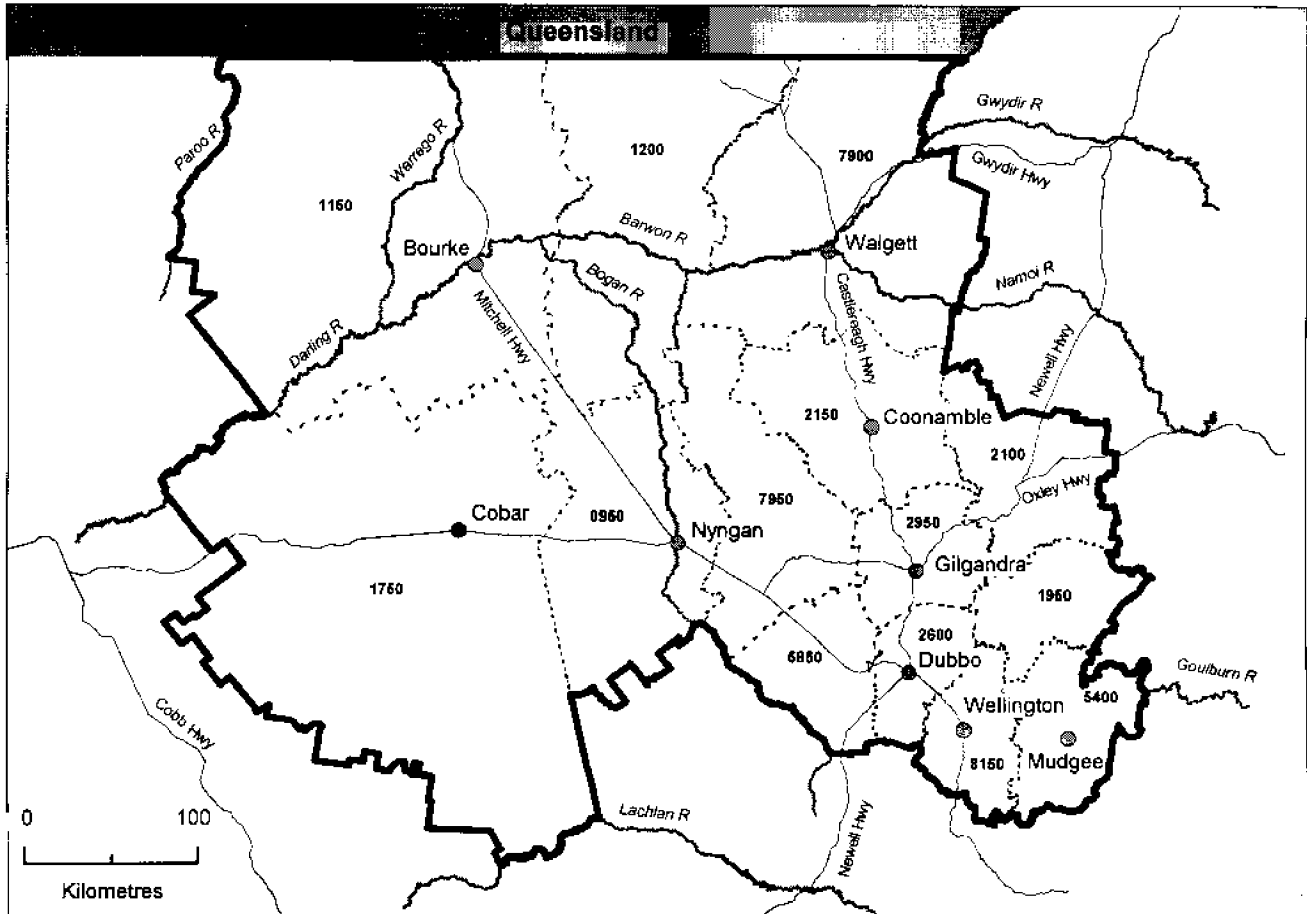 Queensland
Gwydir R
Paroo R
Warrego R
1200
7900
Gwydir Hwy
1150
Barwon R
Bourke
Walgett
Bogan R
Namoi R
Mitchell Hwy
Castlereagh Hwy
Darling R
Newell Hwy
2150
Coonamble
2100
Oxley Hwy
7950
Cobar
0950
Nyngan
2950
Gilgandra
1750
1950
2600
5850
Dubbo
Goulburn R
5400
Wellington
Cobb Hwy
Mudgee
8150
0 100
Lachlan R
Newell Hwy
Kilometres